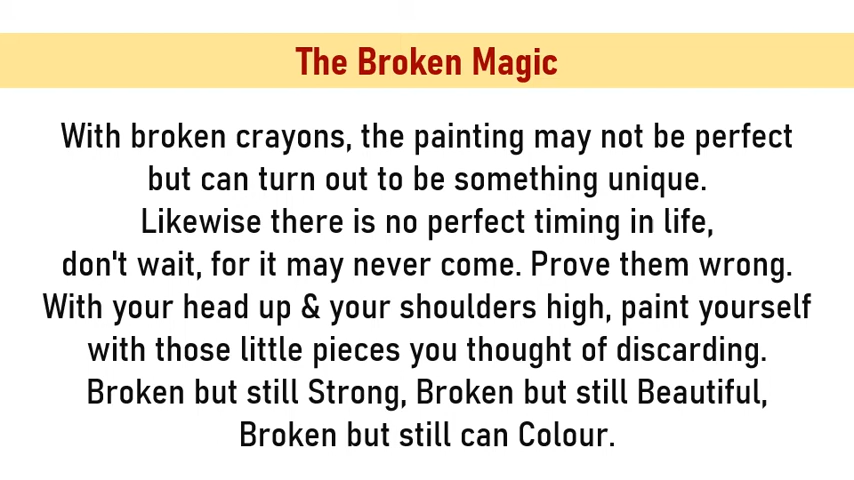 The Broken Magic
With broken crayons, the painting may not be perfect
but can turn out to be something unique.
Likewise there is no perfect timing in life,
don't wait, for it may never come. Prove them wrong.
With your head up & your shoulders high, paint yourself
with those little pieces you thought of discarding.
Broken but still Strong, Broken but still Beautiful,
Broken but still can Colour.